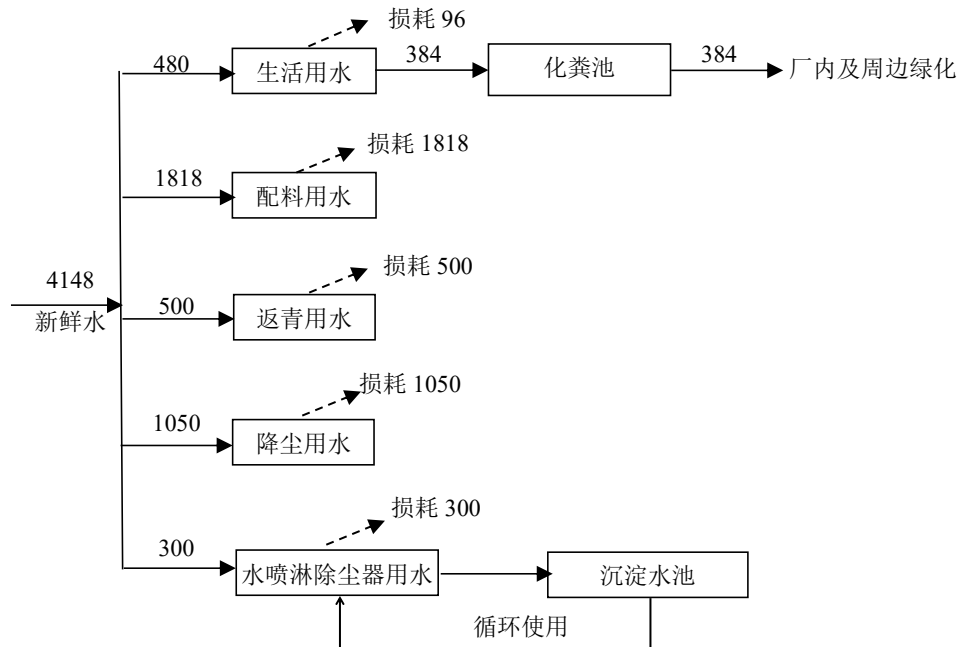 损耗 96
480
生活用水
384
化粪池
384
厂内及周边绿化
损耗 1818
1818
配料用水
4148
新鲜水
损耗 500
500
返青用水
损耗 1050
1050
降尘用水
损耗 300
300
水喷淋除尘器用水
沉淀水池
循环使用